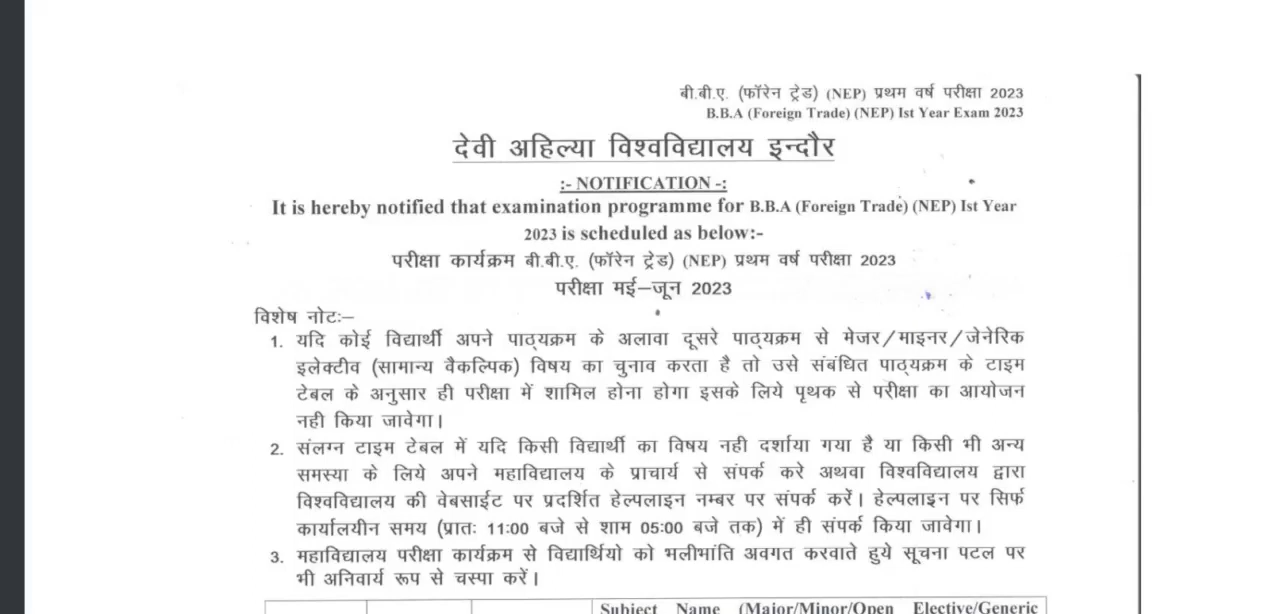 बी.बी.ए. (फॉरेन ट्रेड) (NEP) प्रथम वर्ष परीक्षा 2023
B.B.A (Foreign Trade) (NEP) Ist Year Exam 2023
देवी अहिल्या विश्वविद्यालय इन्दौर
:- NOTIFICATION -:
It is hereby notified that examination programme for B.B.A (Foreign Trade) (NEP) Ist Year
2023 is scheduled as below:-
परीक्षा कार्यक्रम बी.बी.ए. (फॉरेन ट्रेड) (NEP) प्रथम वर्ष परीक्षा 2023
परीक्षा मई–जून 2023
विशेष नोटः–
1. यदि कोई विद्यार्थी अपने पाठ्यक्रम के अलावा दूसरे पाठ्यक्रम से मेजर/माइनर/जेनेरिक
इलेक्टीव (सामान्य वैकल्पिक) विषय का चुनाव करता है तो उसे संबंधित पाठ्यक्रम के टाइम
टेबल के अनुसार ही परीक्षा में शामिल होना होगा इसके लिये पृथक से परीक्षा का आयोजन
नही किया जावेगा।
2. संलग्न टाइम टेबल में यदि किसी विद्यार्थी का विषय नही दर्शाया गया है या किसी भी अन्य
समस्या के लिये अपने महाविद्यालय के प्राचार्य से संपर्क करे अथवा विश्वविद्यालय द्वारा
विश्वविद्यालय की वेबसाईट पर प्रदर्शित हेल्पलाइन नम्बर पर संपर्क करें। हेल्पलाइन पर सिर्फ
कार्यालयीन समय (प्रातः 11:00 बजे से शाम 05:00 बजे तक) में ही संपर्क किया जावेगा।
3. महाविद्यालय परीक्षा कार्यक्रम से विद्यार्थियो को भलीभांति अवगत करवाते हुये सूचना पटल पर
भी अनिवार्य रूप से चस्पा करें।
Subject Name (Major/Minor/Open Elective/Generic